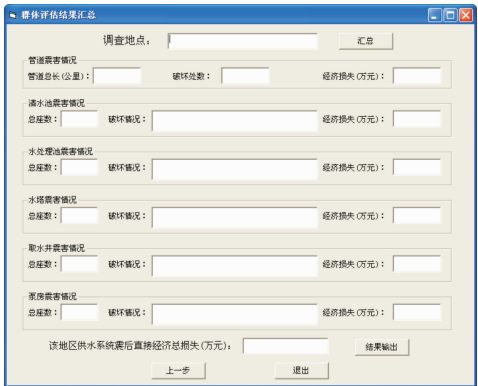 群体评估结果汇总
调查地点： 汇总
管道震害情况
管道总长(公里)： 破坏处数： 经济损失(万元)：
清水池震害情况
总座数： 破坏情况： 经济损失(万元)：
水处理池震害情况
总座数： 破坏情况： 经济损失(万元)：
水塔震害情况
总座数： 破坏情况： 经济损失(万元)：
取水井震害情况
总座数： 破坏情况： 经济损失(万元)：
泵房震害情况
总座数： 破坏情况： 经济损失(万元)：
该地区供水系统震后直接经济总损失(万元)： 结果输出
上一步 退出